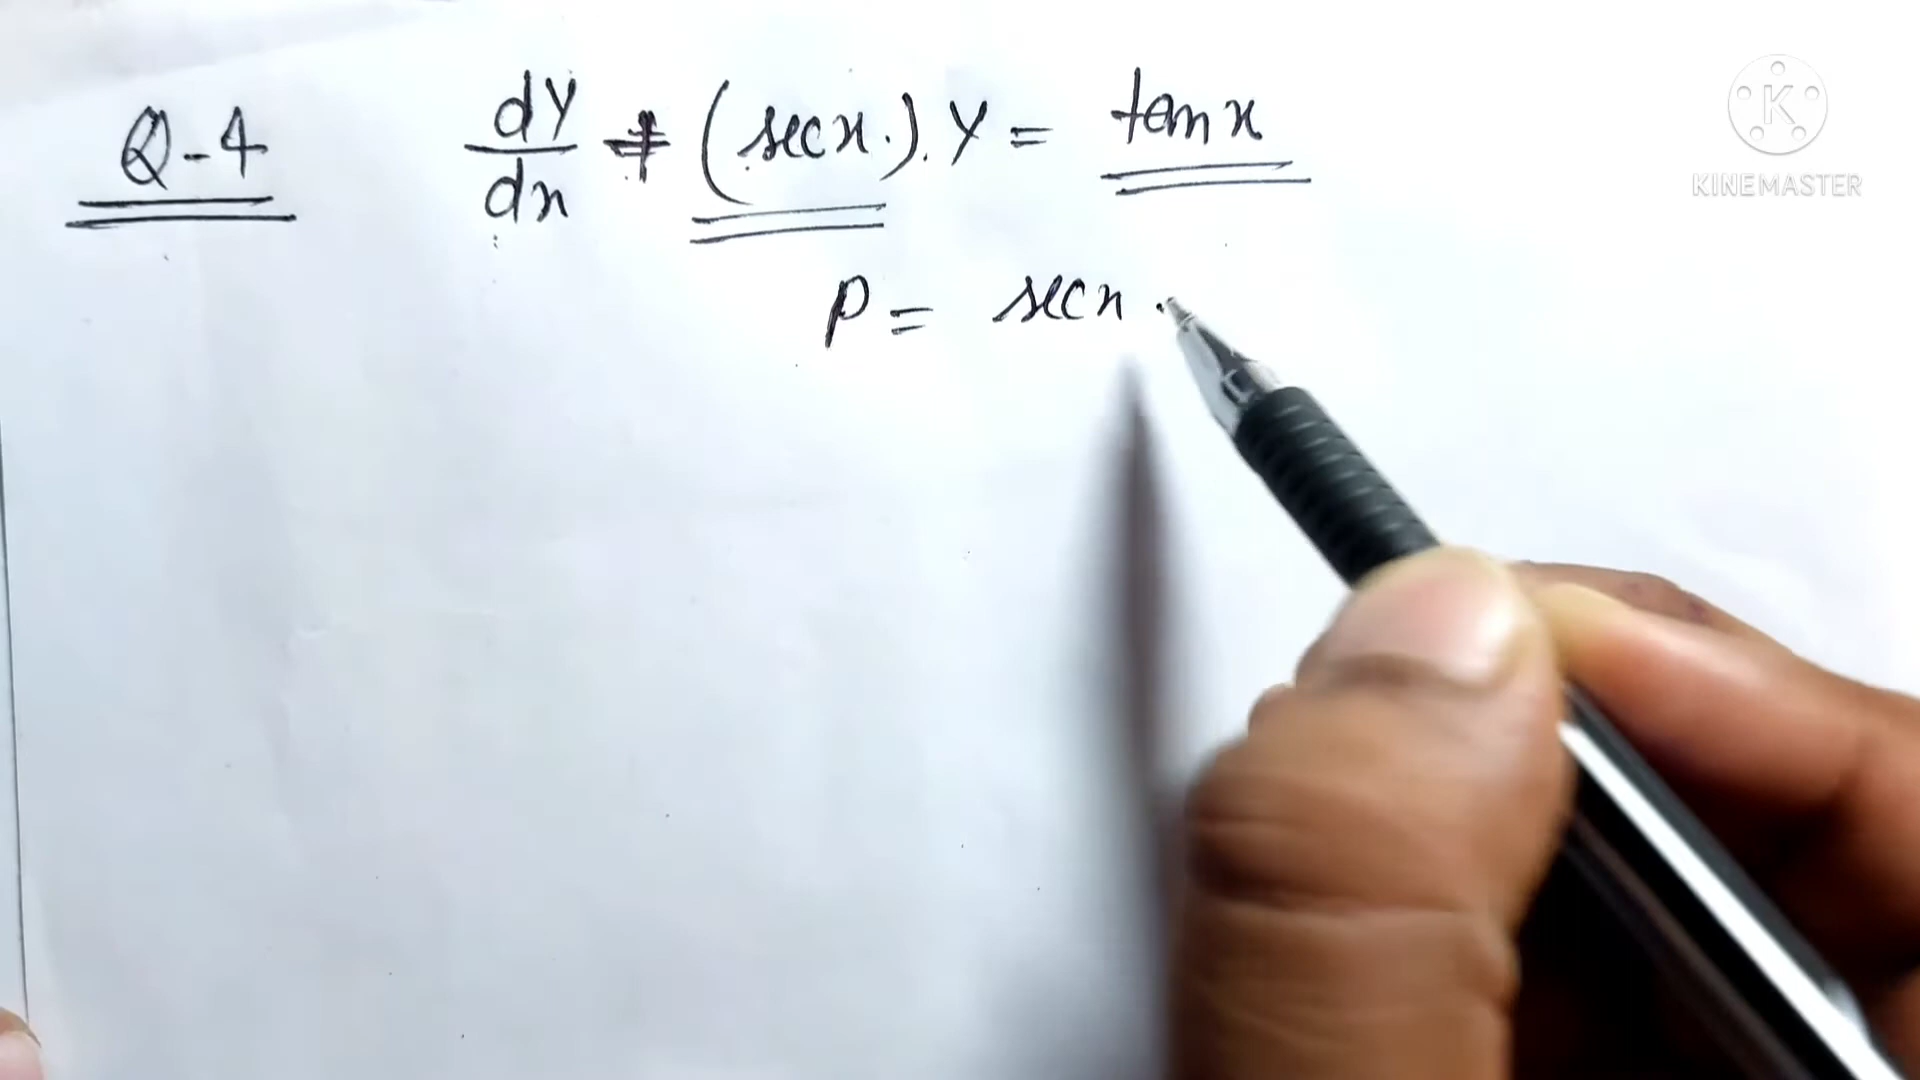 Q-4 dy/dx + (secx.).y = tanx
P = secx.
K
KINEMASTER